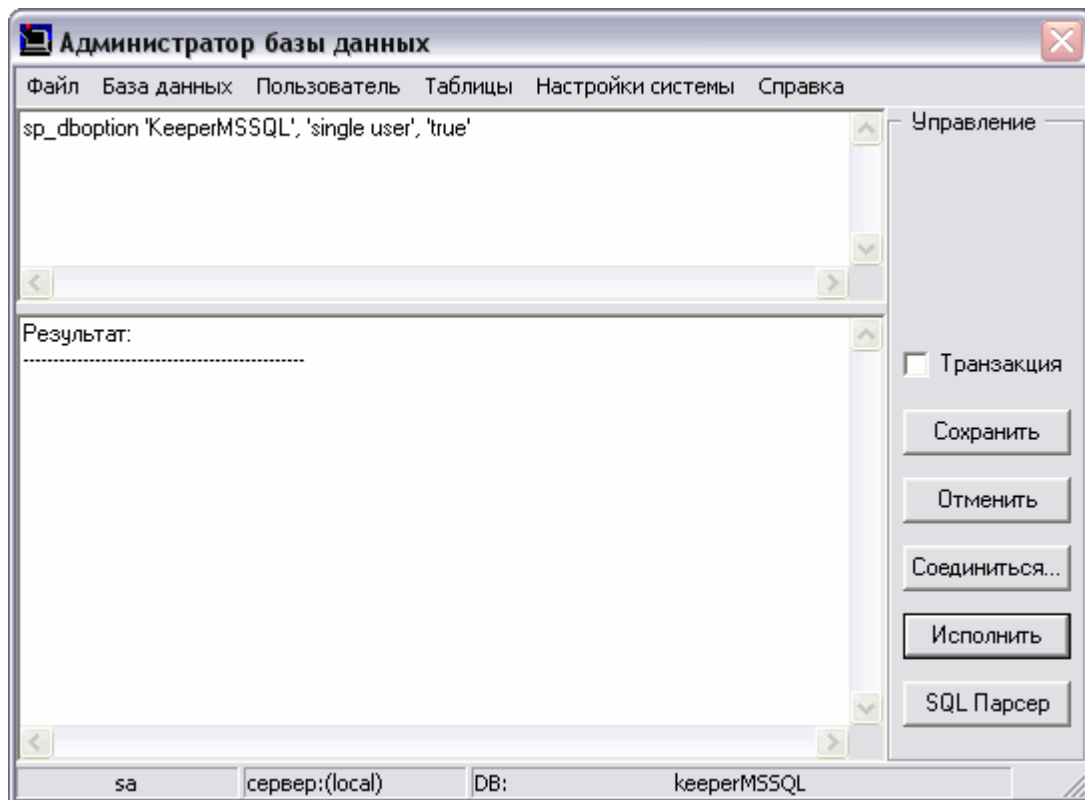 Администратор базы данных
Файл База данных Пользователь Таблицы Настройки системы Справка
sp_dboption 'KeeperMSSQL', 'single user', 'true'
Управление
Результат:
-----------------------------------------------
Транзакция
Сохранить
Отменить
Соединиться...
Исполнить
SQL Парсер
sa сервер:(local) DB: keeperMSSQL